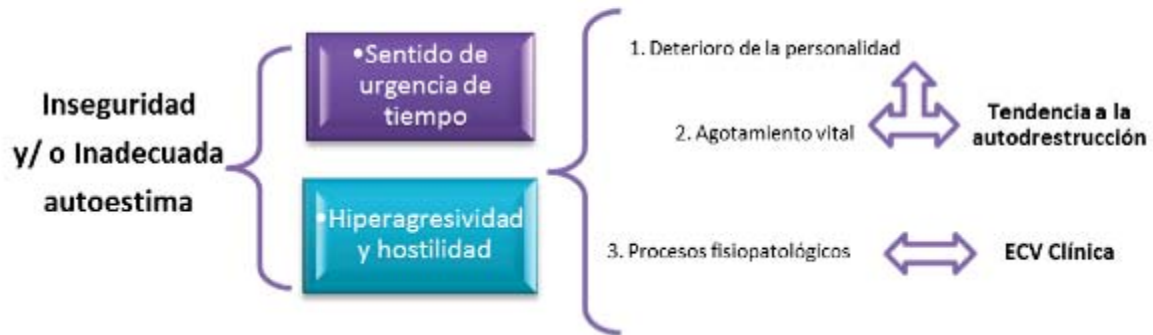 Inseguridad
y/ o Inadecuada
autoestima
•Sentido de
urgencia de
tiempo
•Hiperagresividad
y hostilidad
1. Deterioro de la personalidad
2. Agotamiento vital
3. Procesos fisiopatológicos
Tendencia a la
autodrestrucción
ECV Clínica